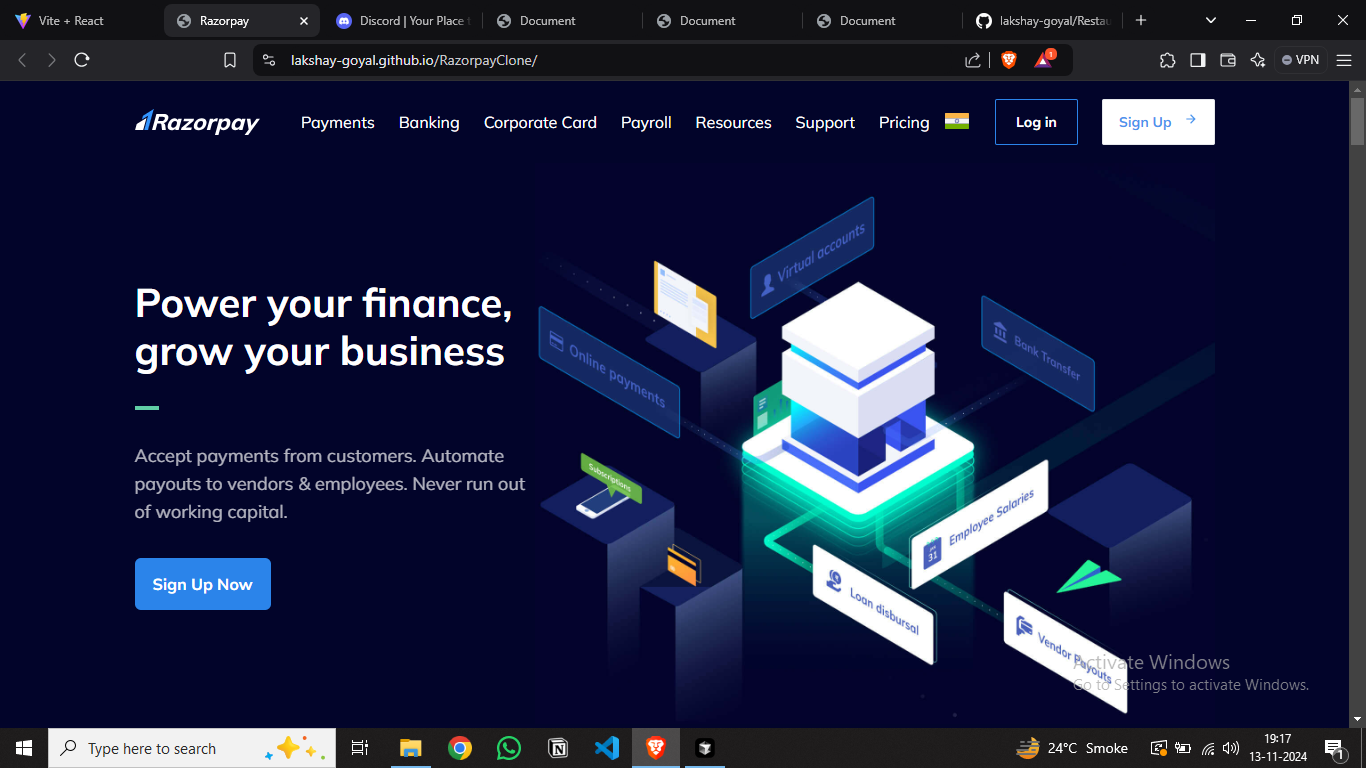 Vite + React
Razorpay
Discord | Your Place t
Document
Document
Document
lakshay-goyal/Restau
lakshay-goyal.github.io/RazorpayClone/
1
VPN
Razorpay
Payments
Banking
Corporate Card
Payroll
Resources
Support
Pricing
Log in
Sign Up
Power your finance,
grow your business
Accept payments from customers. Automate
payouts to vendors & employees. Never run out
of working capital.
Sign Up Now
Virtual accounts
Bank Transfer
Online payments
Subscriptions
Employee Salaries
31
Loan disbursal
Vendor Payouts
Activate Windows
Go to Settings to activate Windows.
Type here to search
24°C Smoke
19:17
13-11-2024
1